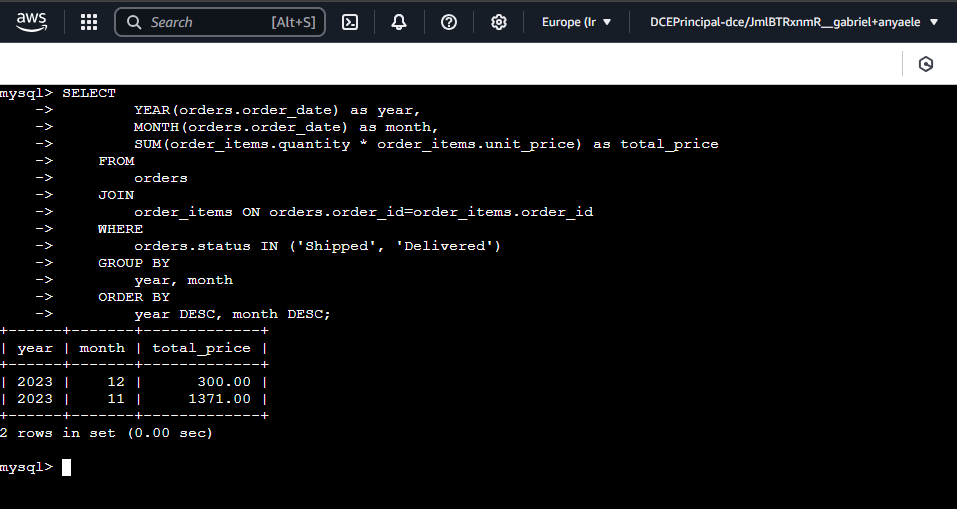 aws Search [Alt+S] Europe (Ir DCEPrincipal-dce/JmlBTRxnmR__gabriel+anyaele
mysql> SELECT
    ->         YEAR(orders.order_date) as year,
    ->         MONTH(orders.order_date) as month,
    ->         SUM(order_items.quantity * order_items.unit_price) as total_price
    ->     FROM
    ->         orders
    ->     JOIN
    ->         order_items ON orders.order_id=order_items.order_id
    ->     WHERE
    ->         orders.status IN ('Shipped', 'Delivered')
    ->     GROUP BY
    ->         year, month
    ->     ORDER BY
    ->         year DESC, month DESC;
+------+-------+-------------+
| year | month | total_price |
+------+-------+-------------+
| 2023 |    12 |      300.00 |
| 2023 |    11 |     1371.00 |
+------+-------+-------------+
2 rows in set (0.00 sec)
mysql>